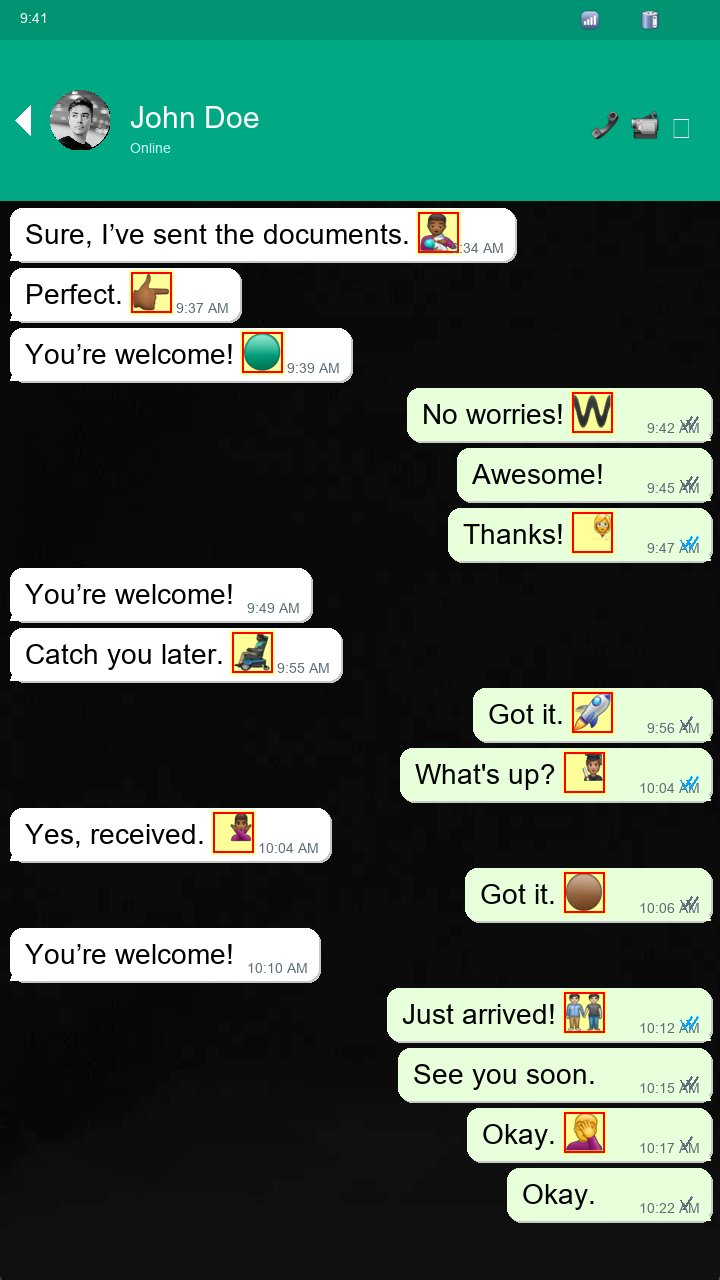 9:41
John Doe
Online
Sure, I’ve sent the documents. :34 AM
Perfect. 9:37 AM
You’re welcome! 9:39 AM
No worries! W 9:42 AM
Awesome! 9:45 AM
Thanks! 9:47 AM
You’re welcome! 9:49 AM
Catch you later. 9:55 AM
Got it. 9:56 AM
What's up? 10:04 AM
Yes, received. 10:04 AM
Got it. 10:06 AM
You’re welcome! 10:10 AM
Just arrived! 10:12 AM
See you soon. 10:15 AM
Okay. 10:17 AM
Okay. 10:22 AM